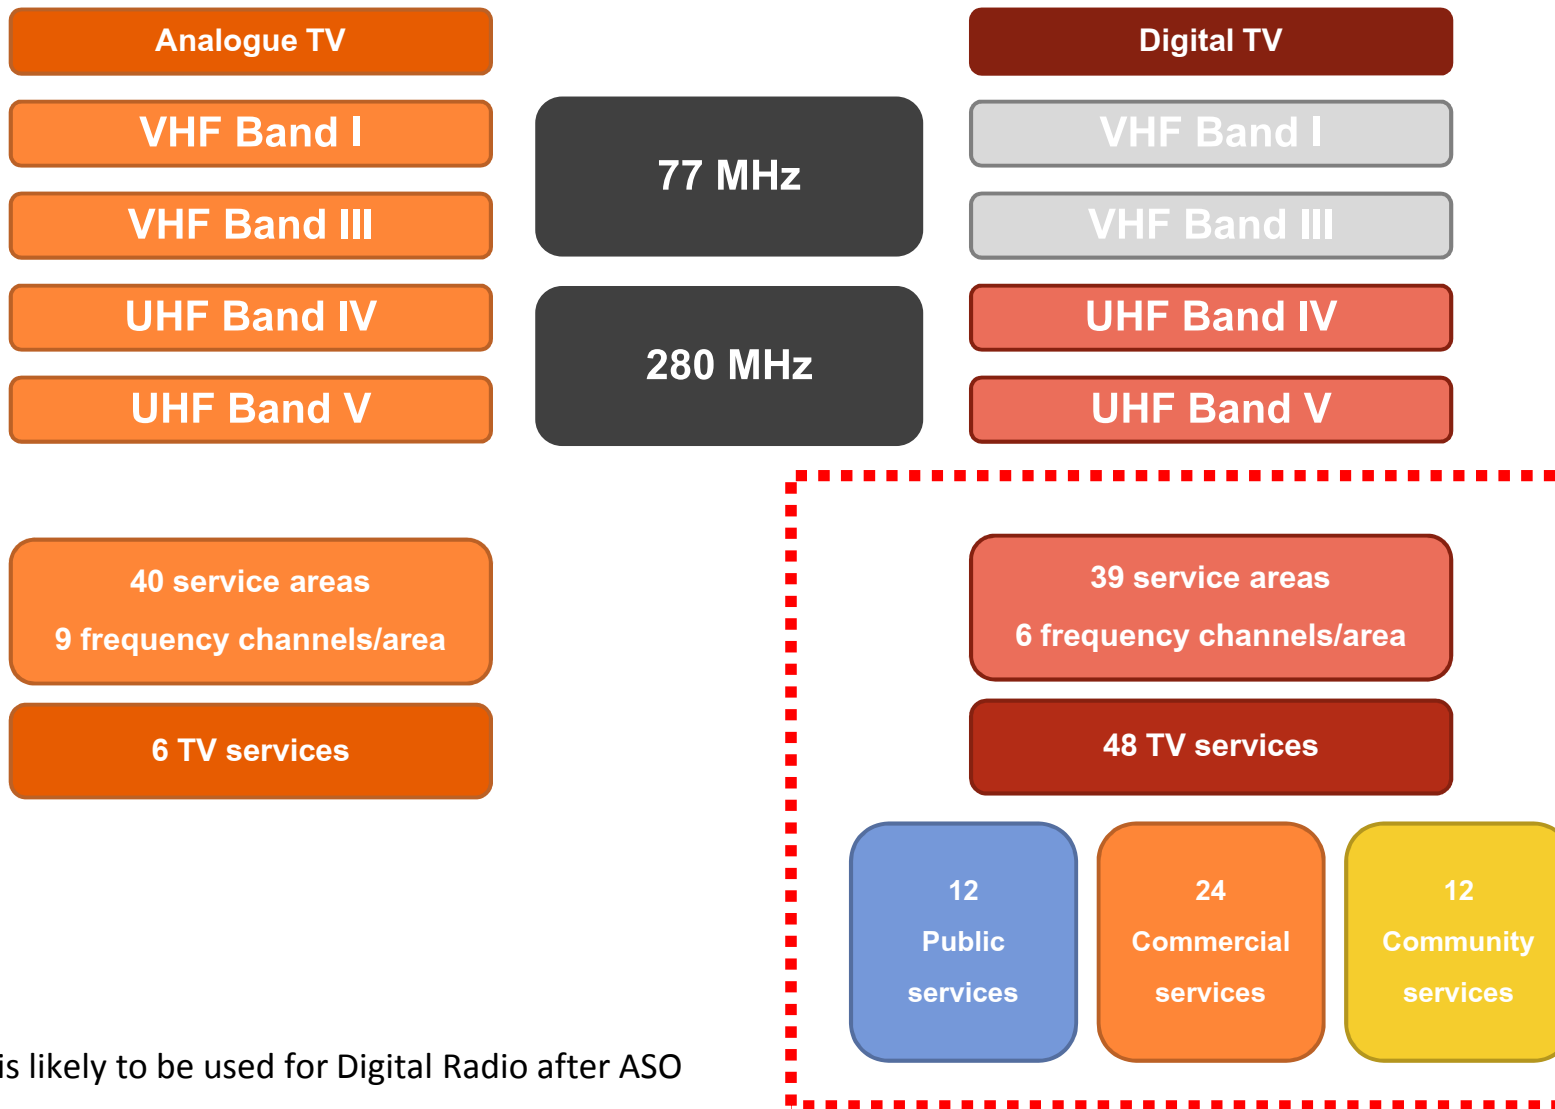 Analogue TV
VHF Band I
VHF Band III
UHF Band IV
UHF Band V
77 MHz
280 MHz
Digital TV
VHF Band I
VHF Band III
UHF Band IV
UHF Band V
40 service areas
9 frequency channels/area
6 TV services
39 service areas
6 frequency channels/area
48 TV services
12
Public
services
24
Commercial
services
12
Community
services
is likely to be used for Digital Radio after ASO